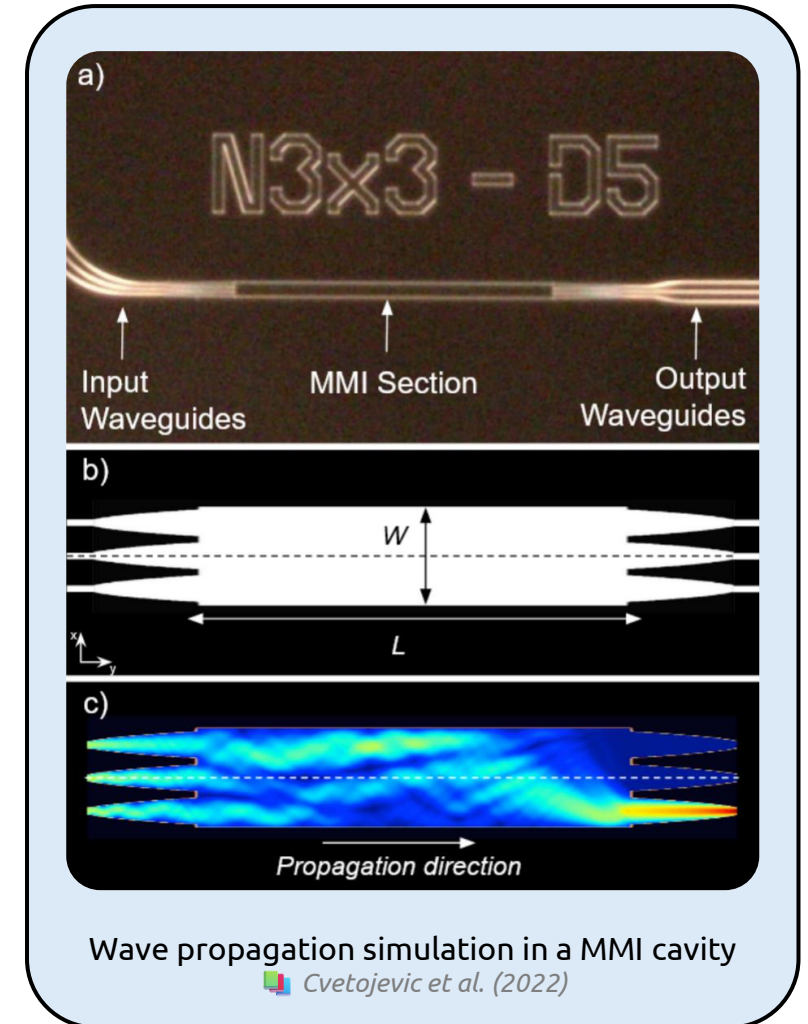 a)
N3x3 - D5
Input
Waveguides
MMI Section
Output
Waveguides
b)
W
L
x
y
c)
Propagation direction
Wave propagation simulation in a MMI cavity
Cvetojevic et al. (2022)